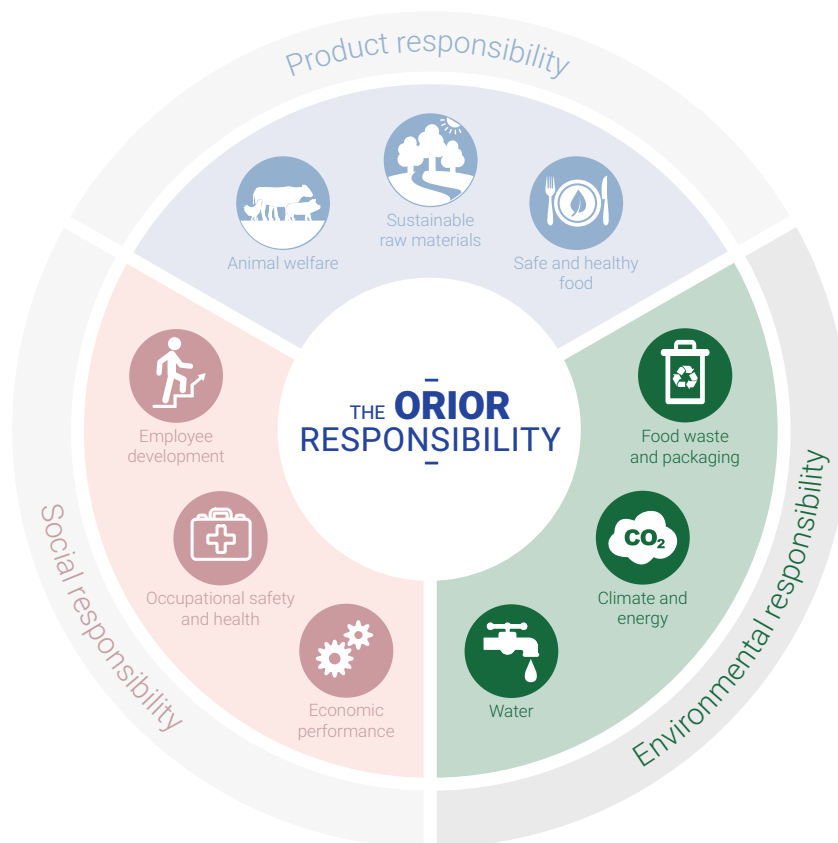 Product responsibility
Animal welfare
Sustainable
raw materials
Safe and healthy
food
THE ORIOR
RESPONSIBILITY
Employee
development
Occupational safety
and health
Economic
performance
Social responsibility
Food waste
and packaging
CO₂
Climate and
energy
Water
Environmental responsibility